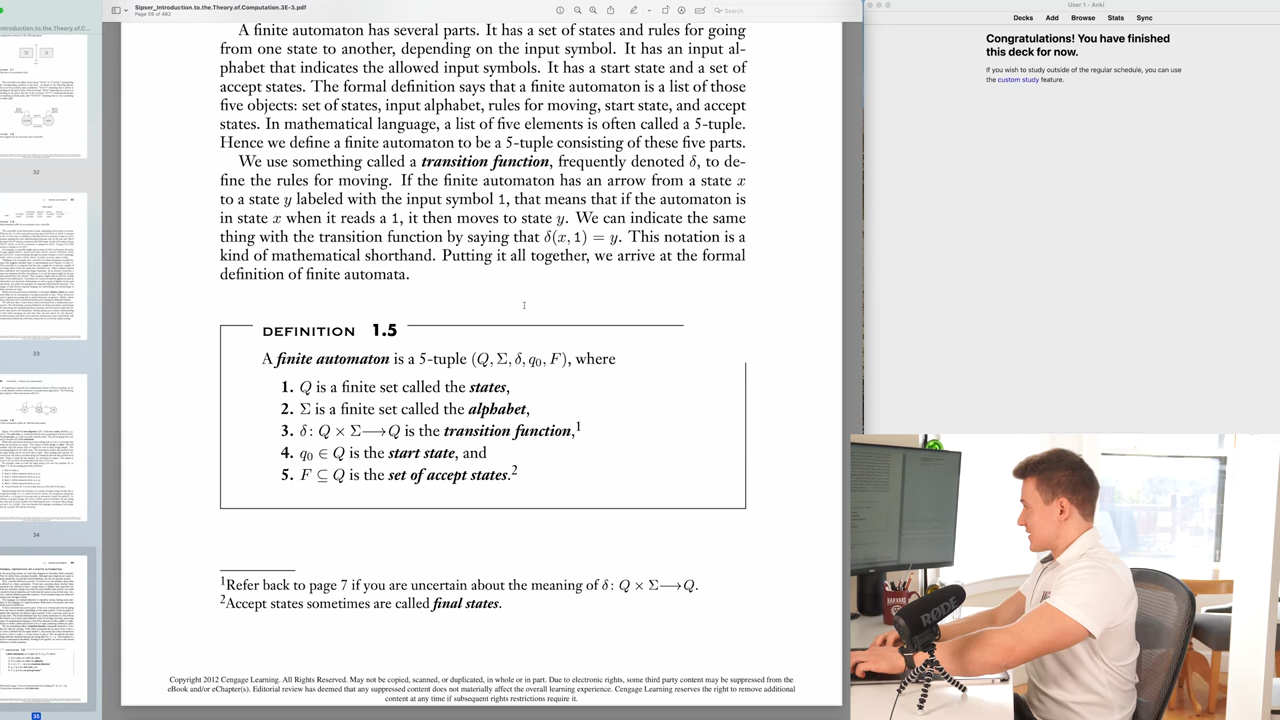 Sipser_Introduction.to.the.Theory.of.Computation.3E-3.pdf
Page 59 of 482
Search
User 1 - Anki
Decks Add Browse Stats Sync
ntroduction.to.the.Theory.of.C...
32
33
34
35
A finite automaton has several parts. It has a set of states and rules for going
from one state to another, depending on the input symbol. It has an input al-
phabet that indicates the allowed input symbols. It has a start state and a set of
accept states. The formal definition says that a finite automaton is a list of those
five objects: set of states, input alphabet, rules for moving, start state, and accept
states. In mathematical language, a list of five elements is often called a 5-tuple.
Hence we define a finite automaton to be a 5-tuple consisting of these five parts.
We use something called a transition function, frequently denoted δ, to de-
fine the rules for moving. If the finite automaton has an arrow from a state x
to a state y labeled with the input symbol 1, that means that if the automaton is
in state x when it reads a 1, it then moves to state y. We can indicate the same
thing with the transition function by saying that δ(x, 1) = y. This notation is a
kind of mathematical shorthand. Putting it all together, we arrive at the formal
definition of finite automata.
DEFINITION 1.5
A finite automaton is a 5-tuple (Q, Σ, δ, q₀, F), where
1. Q is a finite set called the states,
2. Σ is a finite set called the alphabet,
3. δ: Q × Σ⟶Q is the transition function,¹
4. q₀ ∈ Q is the start state, and
5. F ⊆ Q is the set of accept states.²
¹Refer back to page 7 if you are uncertain about the meaning of δ: Q × Σ⟶Q.
²Accept states sometimes are called final states.
Copyright 2012 Cengage Learning. All Rights Reserved. May not be copied, scanned, or duplicated, in whole or in part. Due to electronic rights, some third party content may be suppressed from the
eBook and/or eChapter(s). Editorial review has deemed that any suppressed content does not materially affect the overall learning experience. Cengage Learning reserves the right to remove additional
content at any time if subsequent rights restrictions require it.
Congratulations! You have finished
this deck for now.
If you wish to study outside of the regular schedule, you can use
the custom study feature.
HARVARD